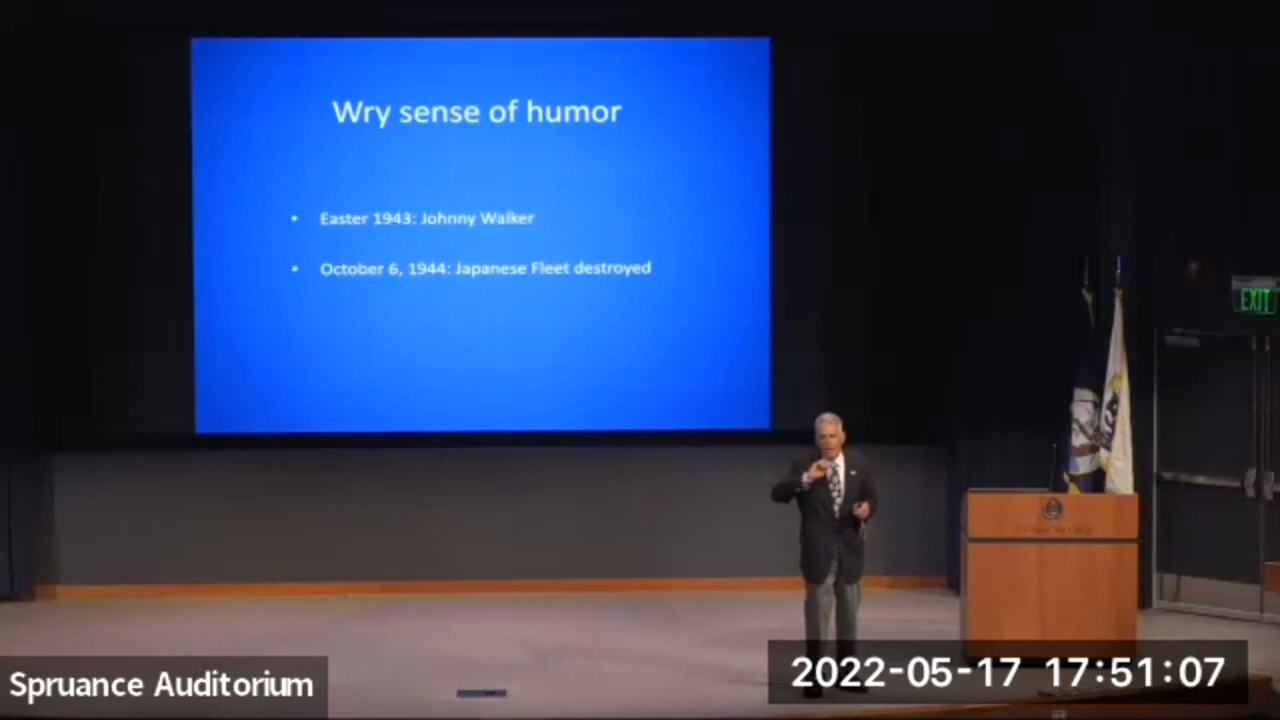 Wry sense of humor
• Easter 1943: Johnny Walker
• October 6, 1944: Japanese Fleet destroyed
EXIT
Spruance Auditorium
2022-05-17 17:51:07